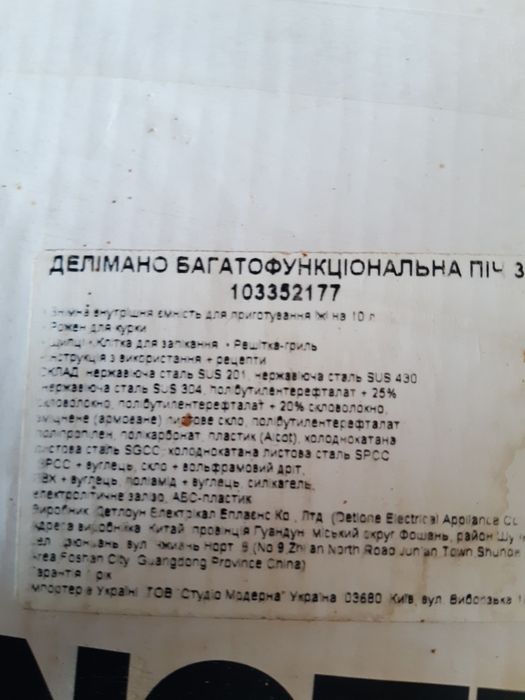 ДЕЛІМАНО БАГАТОФУНКЦІОНАЛЬНА ПІЧ 3
103352177
внутрішня ємність для приготування їжі на 10 л
• Рожен для курки
• Клітка для запікання • Решітка-гриль
інструкція з використання + рецепти
СКЛАД: нержавіюча сталь SUS 201, нержавіюча сталь SUS 430
нержавіюча сталь SUS 304, полібутилентерефталат + 25%
скловолокно, полібутилентерефталат + 20% скловолокно,
зміцнене (армоване) листове скло, полібутилентерефталат
поліпропілен, полікарбонат, пластик (Alcot), холоднокатана
листова сталь SGCC, холоднокатана листова сталь SPCC
SPCC + вуглець, скло + вольфрамовий дріт,
ПВХ + вуглець, поліамід + вуглець, силікагель,
електролітичне залізо, АБС-пластик
Виробник: Детлоун Електрікал Еплаєнс Ко., Лтд. (Detlone Electrical Appliance Co
Адреса виробника: Китай, провінція Гуандун, міський округ Фошань, район Шу
вул. Норт, 9 (No 9 North Road Jun'an Town Shunde
Area Foshan City, Guangdong Province China)
Гарантія 1 рік
Імпортер в Україні: ТОВ "Студіо Модерна" Україна, 03680, Київ, вул. Виборзька